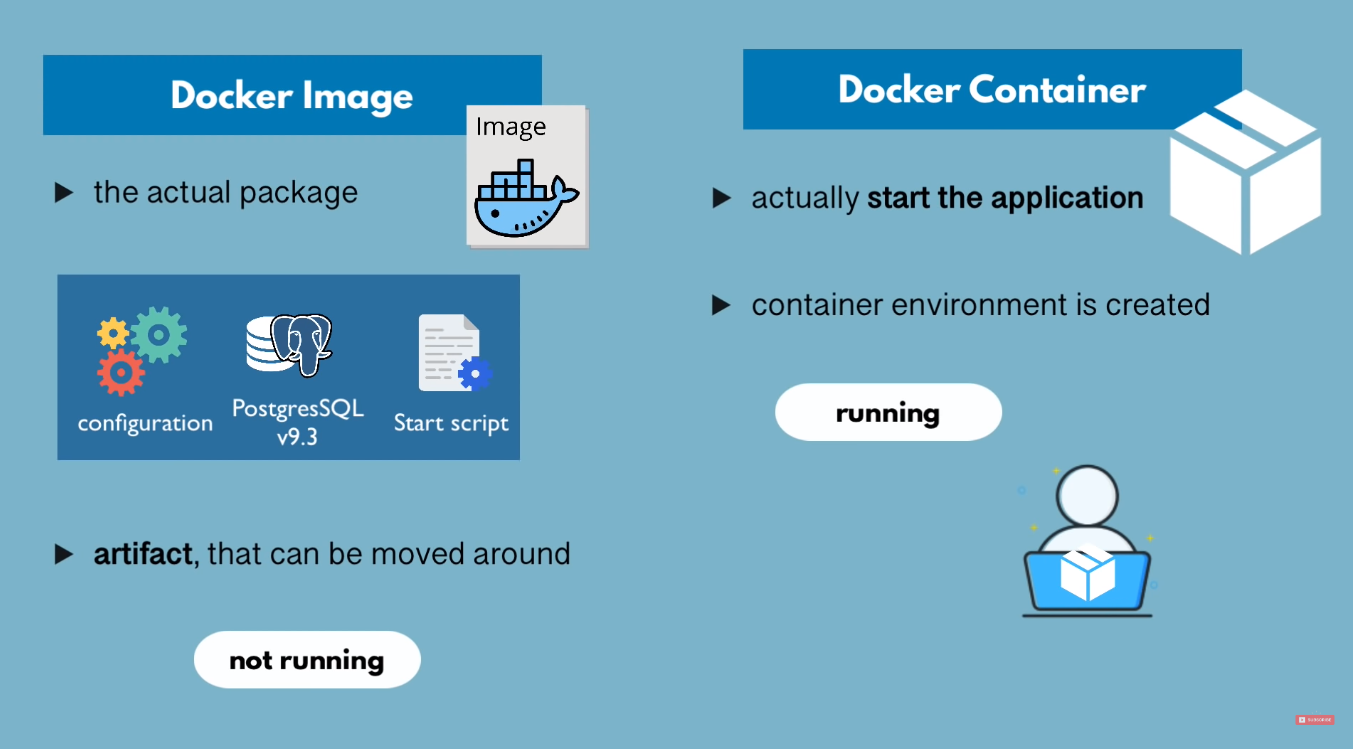 Docker Image
Image
the actual package
configuration
PostgresSQL
v9.3
Start script
artifact, that can be moved around
not running
Docker Container
actually start the application
container environment is created
running
SUBSCRIBE